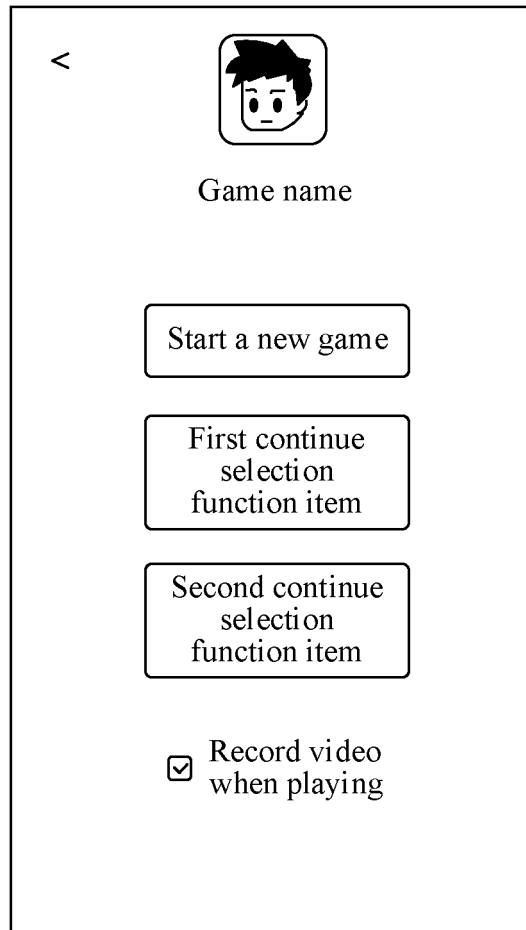 <
Game name
Start a new game
First continue
selection
function item
Second continue
selection
function item
Record video
when playing